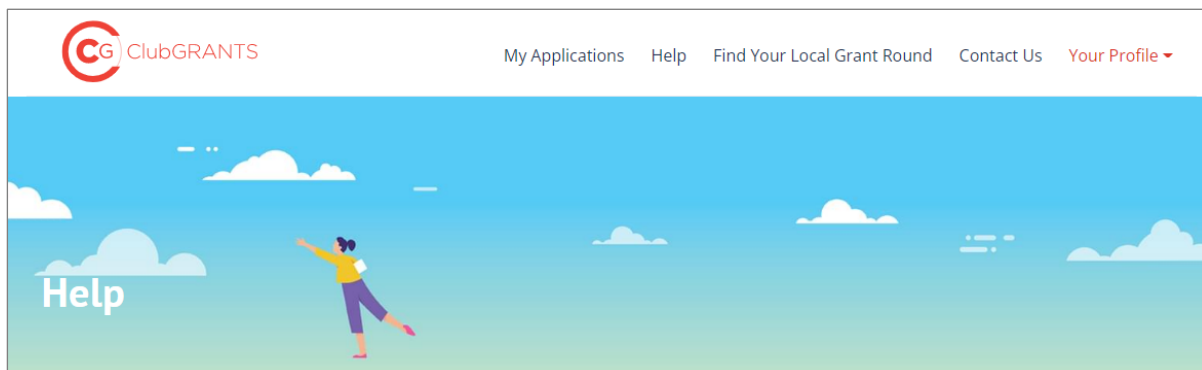 CG ClubGRANTS
My Applications Help Find Your Local Grant Round Contact Us Your Profile
Help